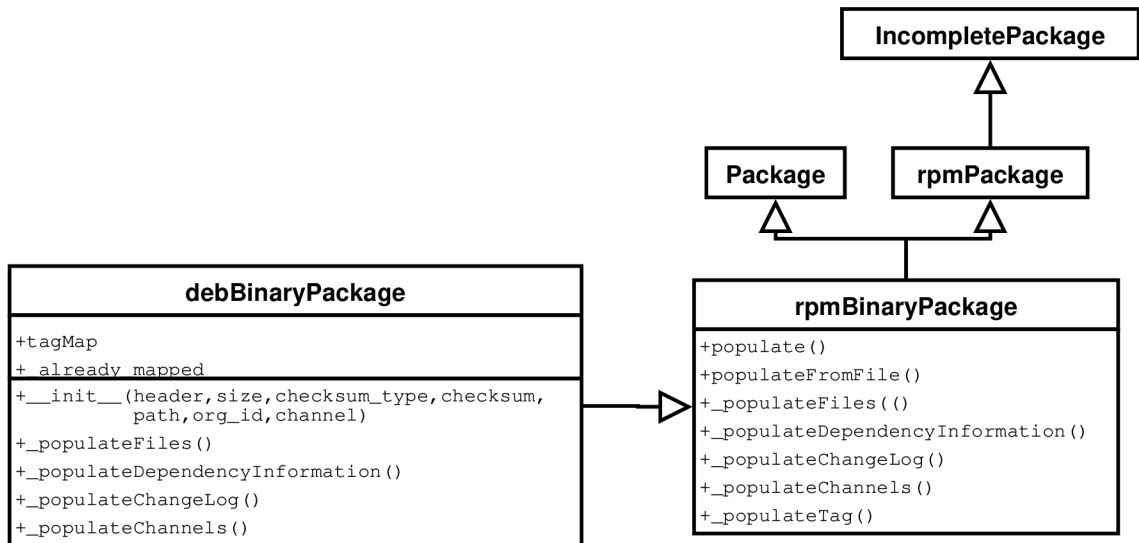 IncompletePackage
Package
rpmPackage
debBinaryPackage
+tagMap
+_already_mapped
+__init__(header,size,checksum_type,checksum,
path,org_id,channel)
+_populateFiles()
+_populateDependencyInformation()
+_populateChangeLog()
+_populateChannels()
rpmBinaryPackage
+populate()
+populateFromFile()
+_populateFiles(()
+_populateDependencyInformation()
+_populateChangeLog()
+_populateChannels()
+_populateTag()